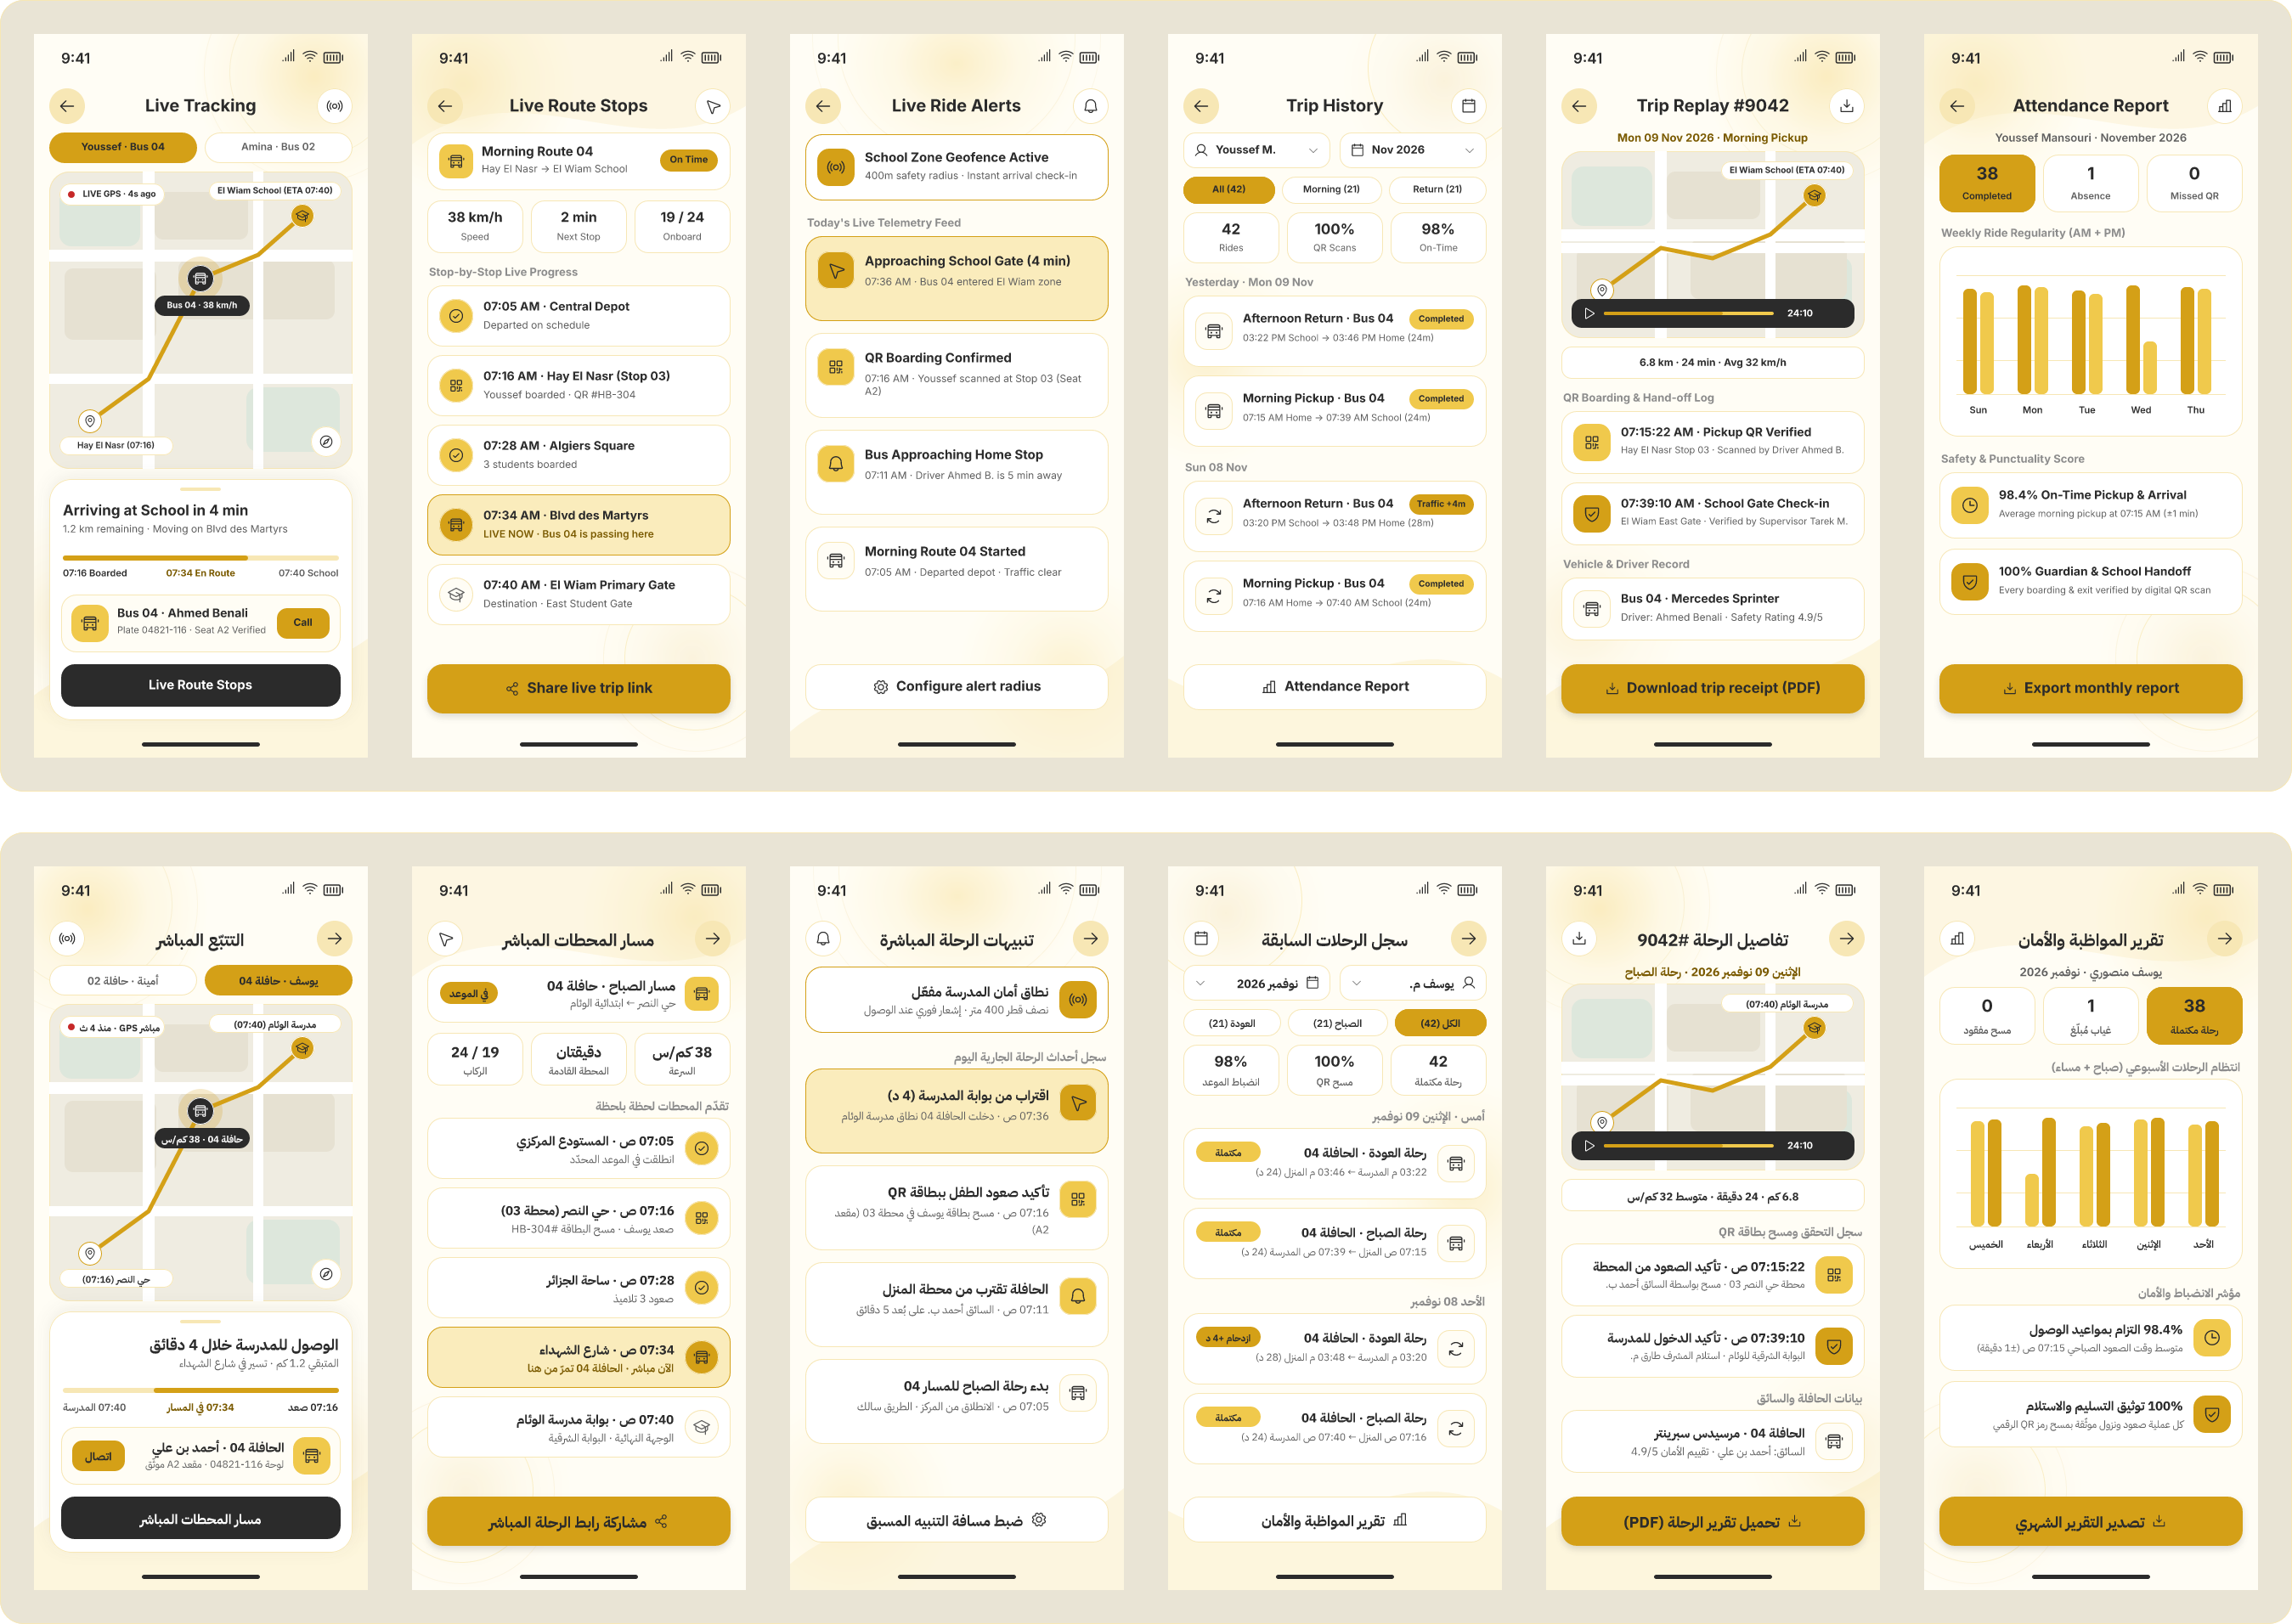 9:41
Live Tracking
Youssef · Bus 04
Amina · Bus 02
LIVE GPS · 4s ago
El Wiam School (ETA 07:40)
Bus 04 · 38 km/h
Hay El Nasr (07:16)
Arriving at School in 4 min
1.2 km remaining · Moving on Blvd des Martyrs
07:16 Boarded
07:34 En Route
07:40 School
Bus 04 · Ahmed Benali
Plate 04821-116 · Seat A2 Verified
Call
Live Route Stops
9:41
Live Route Stops
Morning Route 04
Hay El Nasr → El Wiam School
On Time
38 km/h
Speed
2 min
Next Stop
19 / 24
Onboard
Stop-by-Stop Live Progress
07:05 AM · Central Depot
Departed on schedule
07:16 AM · Hay El Nasr (Stop 03)
Youssef boarded · QR #HB-304
07:28 AM · Algiers Square
3 students boarded
07:34 AM · Blvd des Martyrs
LIVE NOW · Bus 04 is passing here
07:40 AM · El Wiam Primary Gate
Destination · East Student Gate
Share live trip link
9:41
Live Ride Alerts
School Zone Geofence Active
400m safety radius · Instant arrival check-in
Today's Live Telemetry Feed
Approaching School Gate (4 min)
07:36 AM · Bus 04 entered El Wiam zone
QR Boarding Confirmed
07:16 AM · Youssef scanned at Stop 03 (Seat
A2)
Bus Approaching Home Stop
07:11 AM · Driver Ahmed B. is 5 min away
Morning Route 04 Started
07:05 AM · Departed depot · Traffic clear
Configure alert radius
9:41
Trip History
Youssef M.
Nov 2026
All (42)
Morning (21)
Return (21)
42
Rides
100%
QR Scans
98%
On-Time
Yesterday · Mon 09 Nov
Afternoon Return · Bus 04
Completed
03:22 PM School → 03:46 PM Home (24m)
Morning Pickup · Bus 04
Completed
07:15 AM Home → 07:39 AM School (24m)
Sun 08 Nov
Afternoon Return · Bus 04
Traffic +4m
03:20 PM School → 03:48 PM Home (28m)
Morning Pickup · Bus 04
Completed
07:16 AM Home → 07:40 AM School (24m)
Attendance Report
9:41
Trip Replay #9042
Mon 09 Nov 2026 · Morning Pickup
El Wiam School (ETA 07:40)
24:10
6.8 km · 24 min · Avg 32 km/h
QR Boarding & Hand-off Log
07:15:22 AM · Pickup QR Verified
Hay El Nasr Stop 03 · Scanned by Driver Ahmed B.
07:39:10 AM · School Gate Check-in
El Wiam East Gate · Verified by Supervisor Tarek M.
Vehicle & Driver Record
Bus 04 · Mercedes Sprinter
Driver: Ahmed Benali · Safety Rating 4.9/5
Download trip receipt (PDF)
9:41
Attendance Report
Youssef Mansouri · November 2026
38
Completed
1
Absence
0
Missed QR
Weekly Ride Regularity (AM + PM)
Sun
Mon
Tue
Wed
Thu
Safety & Punctuality Score
98.4% On-Time Pickup & Arrival
Average morning pickup at 07:15 AM (±1 min)
100% Guardian & School Handoff
Every boarding & exit verified by digital QR scan
Export monthly report
9:41
التتبّع المباشر
يوسف · حافلة 04
أمينة · حافلة 02
مباشر GPS · منذ 4 ث
مدرسة الوئام (07:40)
حافلة 04 · 38 كم/س
حي النصر (07:16)
الوصول للمدرسة خلال 4 دقائق
المتبقي 1.2 كم · تسير في شارع الشهداء
07:16 صعد
07:34 في المسار
07:40 المدرسة
الحافلة 04 · أحمد بن علي
لوحة 116-04821 · مقعد A2 موثّق
اتصال
مسار المحطات المباشر
9:41
مسار المحطات المباشر
مسار الصباح · حافلة 04
حي النصر ← ابتدائية الوئام
في الموعد
38 كم/س
السرعة
دقيقتان
المحطة القادمة
19 / 24
الركاب
تقدّم المحطات لحظة بلحظة
07:05 ص · المستودع المركزي
انطلقت في الموعد المحدّد
07:16 ص · حي النصر (محطة 03)
صعد يوسف · مسح البطاقة #HB-304
07:28 ص · ساحة الجزائر
صعود 3 تلاميذ
07:34 ص · شارع الشهداء
الآن مباشر · الحافلة 04 تمرّ من هنا
07:40 ص · بوابة مدرسة الوئام
الوجهة النهائية · البوابة الشرقية
مشاركة رابط الرحلة المباشر
9:41
تنبيهات الرحلة المباشرة
نطاق أمان المدرسة مفعّل
نصف قطر 400 متر · إشعار فوري عند الوصول
سجل أحداث الرحلة الجارية اليوم
اقتراب من بوابة المدرسة (4 د)
07:36 ص · دخلت الحافلة 04 نطاق مدرسة الوئام
تأكيد صعود الطفل ببطاقة QR
07:16 ص · مسح بطاقة يوسف في محطة 03 (مقعد
A2)
الحافلة تقترب من محطة المنزل
07:11 ص · السائق أحمد ب. على بُعد 5 دقائق
بدء رحلة الصباح للمسار 04
07:05 ص · الانطلاق من المركز · الطريق سالك
ضبط مسافة التنبيه المسبق
9:41
سجل الرحلات السابقة
يوسف م.
نوفمبر 2026
الكل (42)
الصباح (21)
العودة (21)
42
رحلة مكتملة
100%
مسح QR
98%
انضباط الموعد
أمس · الإثنين 09 نوفمبر
رحلة العودة · الحافلة 04
مكتملة
03:22 م المدرسة ← 03:46 م المنزل (24 د)
رحلة الصباح · الحافلة 04
مكتملة
07:15 ص المنزل ← 07:39 ص المدرسة (24 د)
الأحد 08 نوفمبر
رحلة العودة · الحافلة 04
ازدحام +4 د
03:20 م المدرسة ← 03:48 م المنزل (28 د)
رحلة الصباح · الحافلة 04
مكتملة
07:16 ص المنزل ← 07:40 ص المدرسة (24 د)
تقرير المواظبة والأمان
9:41
تفاصيل الرحلة #9042
الإثنين 09 نوفمبر 2026 · رحلة الصباح
مدرسة الوئام (07:40)
24:10
6.8 كم · 24 دقيقة · متوسط 32 كم/س
سجل التحقق ومسح بطاقة QR
07:15:22 ص · تأكيد الصعود من المحطة
محطة حي النصر 03 · مسح بواسطة السائق أحمد ب.
07:39:10 ص · تأكيد الدخول للمدرسة
البوابة الشرقية للوئام · استلام المشرف طارق م.
بيانات الحافلة والسائق
الحافلة 04 · مرسيدس سبرينتر
السائق: أحمد بن علي · تقييم الأمان 4.9/5
تحميل تقرير الرحلة (PDF)
9:41
تقرير المواظبة والأمان
يوسف منصوري · نوفمبر 2026
38
رحلة مكتملة
1
غياب مُبلّغ
0
مسح مفقود
انتظام الرحلات الأسبوعي (صباح + مساء)
الأحد
الإثنين
الثلاثاء
الأربعاء
الخميس
مؤشر الانضباط والأمان
98.4% التزام بمواعيد الوصول
متوسط وقت الصعود الصباحي 07:15 ص (±1 دقيقة)
100% توثيق التسليم والاستلام
كل عملية صعود ونزول موثّقة بمسح رمز QR الرقمي
تصدير التقرير الشهري